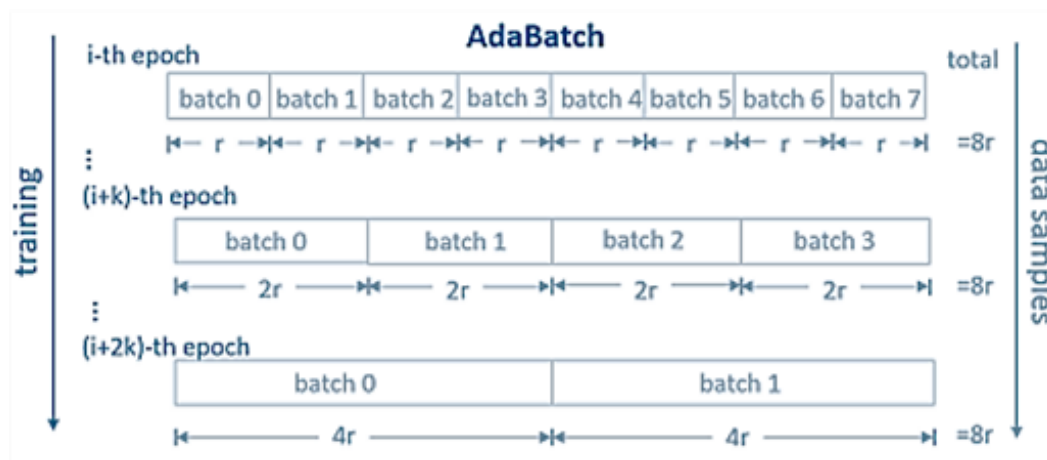 AdaBatch
i-th epoch
total
batch 0 batch 1 batch 2 batch 3 batch 4 batch 5 batch 6 batch 7
r r r r r r r r =8r
⋮
(i+k)-th epoch
batch 0 batch 1 batch 2 batch 3
2r 2r 2r 2r =8r
⋮
(i+2k)-th epoch
batch 0 batch 1
4r 4r =8r
training
data samples